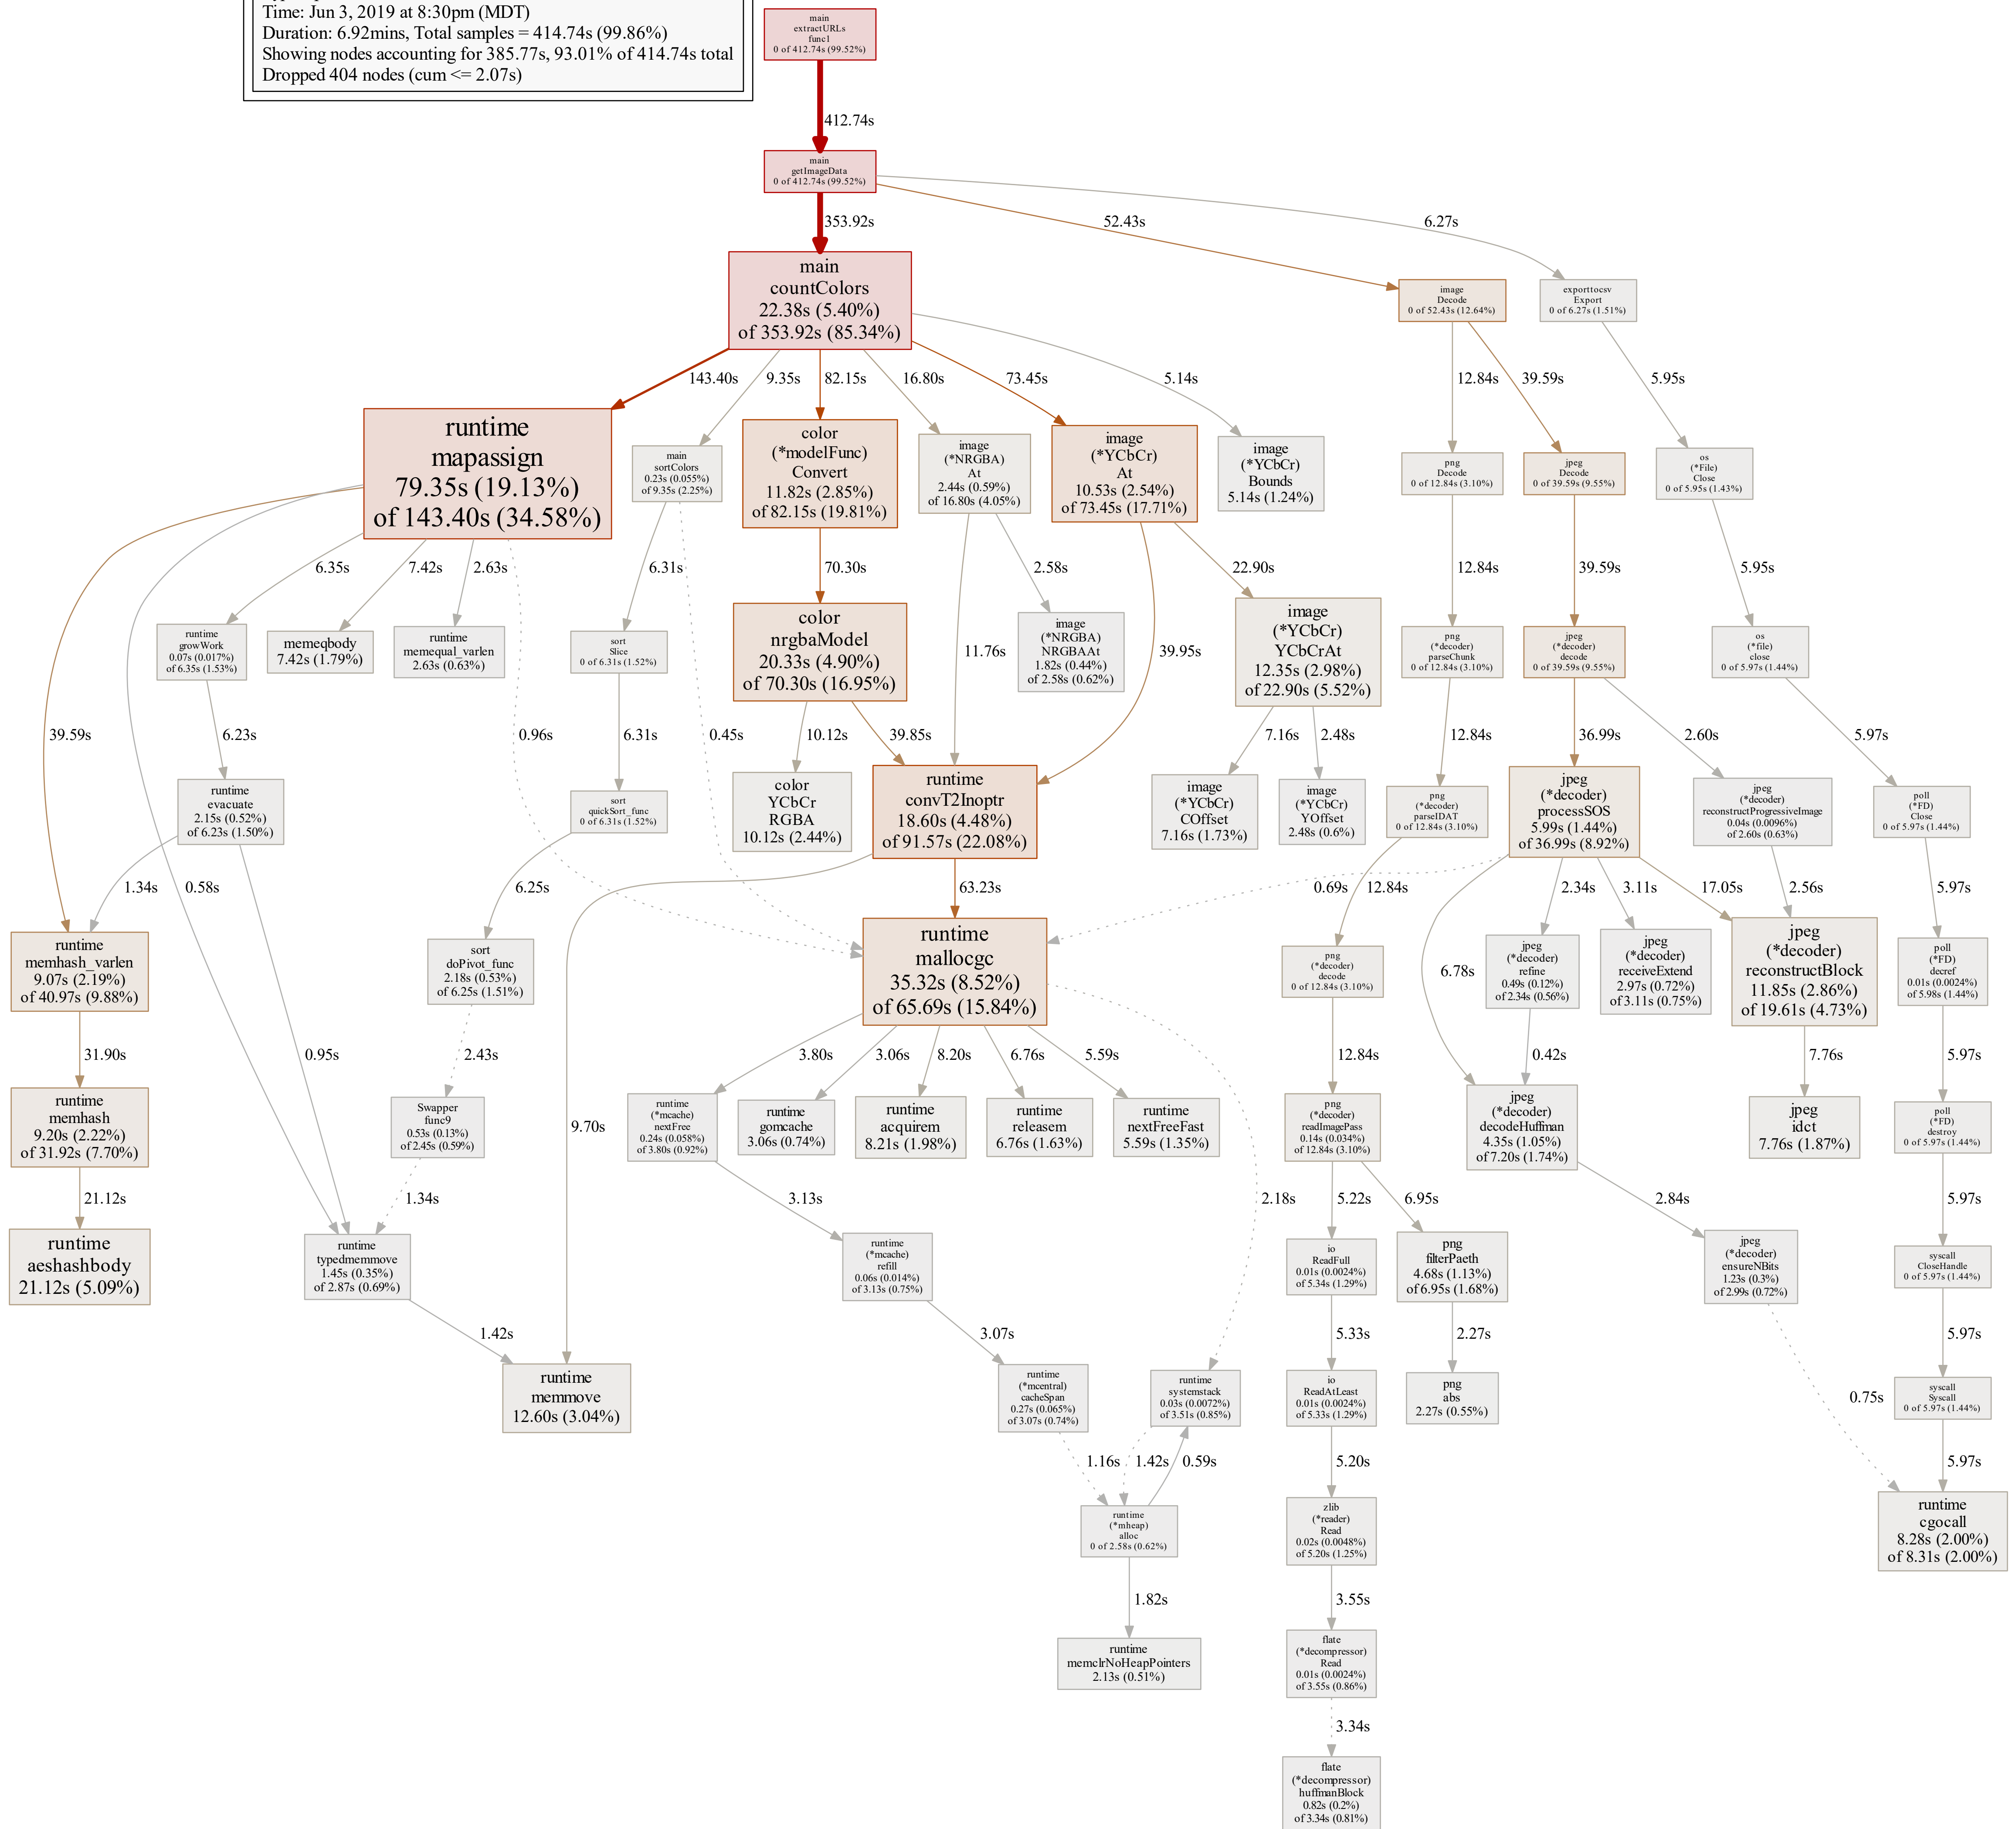 Time: Jun 3, 2019 at 8:30pm (MDT)
Duration: 6.92mins, Total samples = 414.74s (99.86%)
Showing nodes accounting for 385.77s, 93.01% of 414.74s total
Dropped 404 nodes (cum <= 2.07s)
main
extractURLs
func1
0 of 412.74s (99.52%)
412.74s
main
getImageData
0 of 412.74s (99.52%)
353.92s
52.43s
6.27s
main
countColors
22.38s (5.40%)
of 353.92s (85.34%)
image
Decode
0 of 52.43s (12.64%)
exporttocsv
Export
0 of 6.27s (1.51%)
143.40s
9.35s
82.15s
16.80s
73.45s
5.14s
12.84s
39.59s
5.95s
runtime
mapassign
79.35s (19.13%)
of 143.40s (34.58%)
main
sortColors
0.23s (0.055%)
of 9.35s (2.25%)
color
(*modelFunc)
Convert
11.82s (2.85%)
of 82.15s (19.81%)
image
(*NRGBA)
At
2.44s (0.59%)
of 16.80s (4.05%)
image
(*YCbCr)
At
10.53s (2.54%)
of 73.45s (17.71%)
image
(*YCbCr)
Bounds
5.14s (1.24%)
png
Decode
0 of 12.84s (3.10%)
jpeg
Decode
0 of 39.59s (9.55%)
os
(*File)
Close
0 of 5.95s (1.43%)
6.35s
7.42s
2.63s
6.31s
70.30s
2.58s
22.90s
12.84s
39.59s
5.95s
runtime
growWork
0.07s (0.017%)
of 6.35s (1.53%)
memeqbody
7.42s (1.79%)
runtime
memequal_varlen
2.63s (0.63%)
sort
Slice
0 of 6.31s (1.52%)
color
nrgbaModel
20.33s (4.90%)
of 70.30s (16.95%)
11.76s
image
(*NRGBA)
NRGBAAt
1.82s (0.44%)
of 2.58s (0.62%)
39.95s
image
(*YCbCr)
YCbCrAt
12.35s (2.98%)
of 22.90s (5.52%)
png
(*decoder)
parseChunk
0 of 12.84s (3.10%)
jpeg
(*decoder)
decode
0 of 39.59s (9.55%)
os
(*file)
close
0 of 5.97s (1.44%)
39.59s
6.23s
0.96s
6.31s
0.45s
10.12s
39.85s
7.16s
2.48s
12.84s
36.99s
2.60s
5.97s
runtime
evacuate
2.15s (0.52%)
of 6.23s (1.50%)
sort
quickSort_func
0 of 6.31s (1.52%)
color
YCbCr
RGBA
10.12s (2.44%)
runtime
convT2Inoptr
18.60s (4.48%)
of 91.57s (22.08%)
image
(*YCbCr)
COffset
7.16s (1.73%)
image
(*YCbCr)
YOffset
2.48s (0.6%)
png
(*decoder)
parseIDAT
0 of 12.84s (3.10%)
jpeg
(*decoder)
processSOS
5.99s (1.44%)
of 36.99s (8.92%)
jpeg
(*decoder)
reconstructProgressiveImage
0.04s (0.0096%)
of 2.60s (0.63%)
poll
(*FD)
Close
0 of 5.97s (1.44%)
1.34s
0.58s
6.25s
63.23s
0.69s
12.84s
2.34s
3.11s
17.05s
2.56s
5.97s
runtime
memhash_varlen
9.07s (2.19%)
of 40.97s (9.88%)
sort
doPivot_func
2.18s (0.53%)
of 6.25s (1.51%)
runtime
mallocgc
35.32s (8.52%)
of 65.69s (15.84%)
png
(*decoder)
decode
0 of 12.84s (3.10%)
6.78s
jpeg
(*decoder)
refine
0.49s (0.12%)
of 2.34s (0.56%)
jpeg
(*decoder)
receiveExtend
2.97s (0.72%)
of 3.11s (0.75%)
jpeg
(*decoder)
reconstructBlock
11.85s (2.86%)
of 19.61s (4.73%)
poll
(*FD)
decref
0.01s (0.0024%)
of 5.98s (1.44%)
31.90s
0.95s
2.43s
3.80s
3.06s
8.20s
6.76s
5.59s
12.84s
0.42s
7.76s
5.97s
runtime
memhash
9.20s (2.22%)
of 31.92s (7.70%)
Swapper
func9
0.53s (0.13%)
of 2.45s (0.59%)
9.70s
runtime
(*mcache)
nextFree
0.24s (0.058%)
of 3.80s (0.92%)
runtime
gomcache
3.06s (0.74%)
runtime
acquirem
8.21s (1.98%)
runtime
releasem
6.76s (1.63%)
runtime
nextFreeFast
5.59s (1.35%)
png
(*decoder)
readImagePass
0.14s (0.034%)
of 12.84s (3.10%)
jpeg
(*decoder)
decodeHuffman
4.35s (1.05%)
of 7.20s (1.74%)
jpeg
idct
7.76s (1.87%)
poll
(*FD)
destroy
0 of 5.97s (1.44%)
21.12s
1.34s
3.13s
2.18s
5.22s
6.95s
2.84s
5.97s
runtime
aeshashbody
21.12s (5.09%)
runtime
typedmemmove
1.45s (0.35%)
of 2.87s (0.69%)
runtime
(*mcache)
refill
0.06s (0.014%)
of 3.13s (0.75%)
io
ReadFull
0.01s (0.0024%)
of 5.34s (1.29%)
png
filterPaeth
4.68s (1.13%)
of 6.95s (1.68%)
jpeg
(*decoder)
ensureNBits
1.23s (0.3%)
of 2.99s (0.72%)
syscall
CloseHandle
0 of 5.97s (1.44%)
1.42s
3.07s
5.33s
2.27s
5.97s
runtime
memmove
12.60s (3.04%)
runtime
(*mcentral)
cacheSpan
0.27s (0.065%)
of 3.07s (0.74%)
runtime
systemstack
0.03s (0.0072%)
of 3.51s (0.85%)
io
ReadAtLeast
0.01s (0.0024%)
of 5.33s (1.29%)
png
abs
2.27s (0.55%)
0.75s
syscall
Syscall
0 of 5.97s (1.44%)
1.16s
1.42s
0.59s
5.20s
5.97s
runtime
(*mheap)
alloc
0 of 2.58s (0.62%)
zlib
(*reader)
Read
0.02s (0.0048%)
of 5.20s (1.25%)
runtime
cgocall
8.28s (2.00%)
of 8.31s (2.00%)
1.82s
3.55s
runtime
memclrNoHeapPointers
2.13s (0.51%)
flate
(*decompressor)
Read
0.01s (0.0024%)
of 3.55s (0.86%)
3.34s
flate
(*decompressor)
huffmanBlock
0.82s (0.2%)
of 3.34s (0.81%)